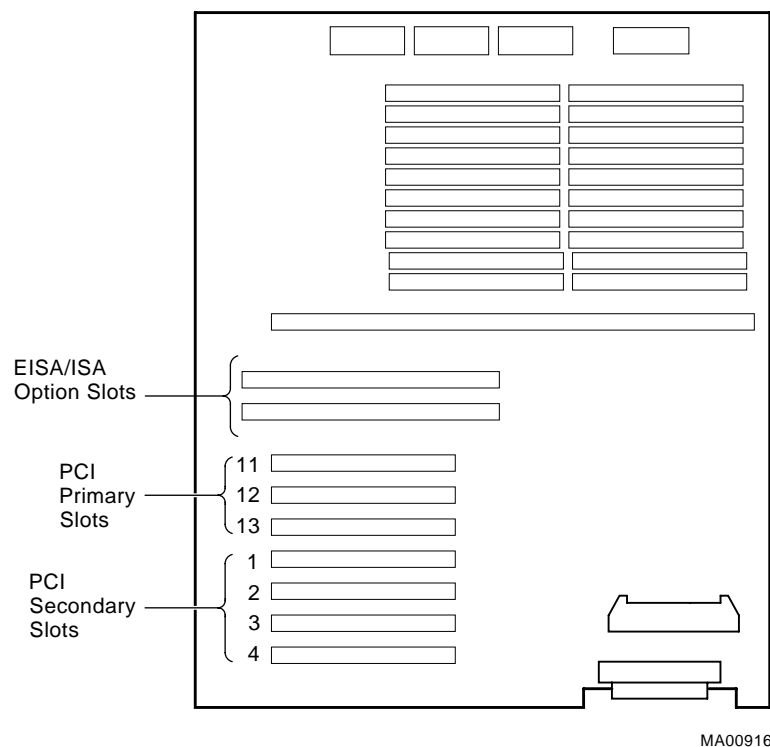 EISA/ISA
Option Slots
PCI
Primary
Slots
11
12
13
PCI
Secondary
Slots
1
2
3
4
MA00916